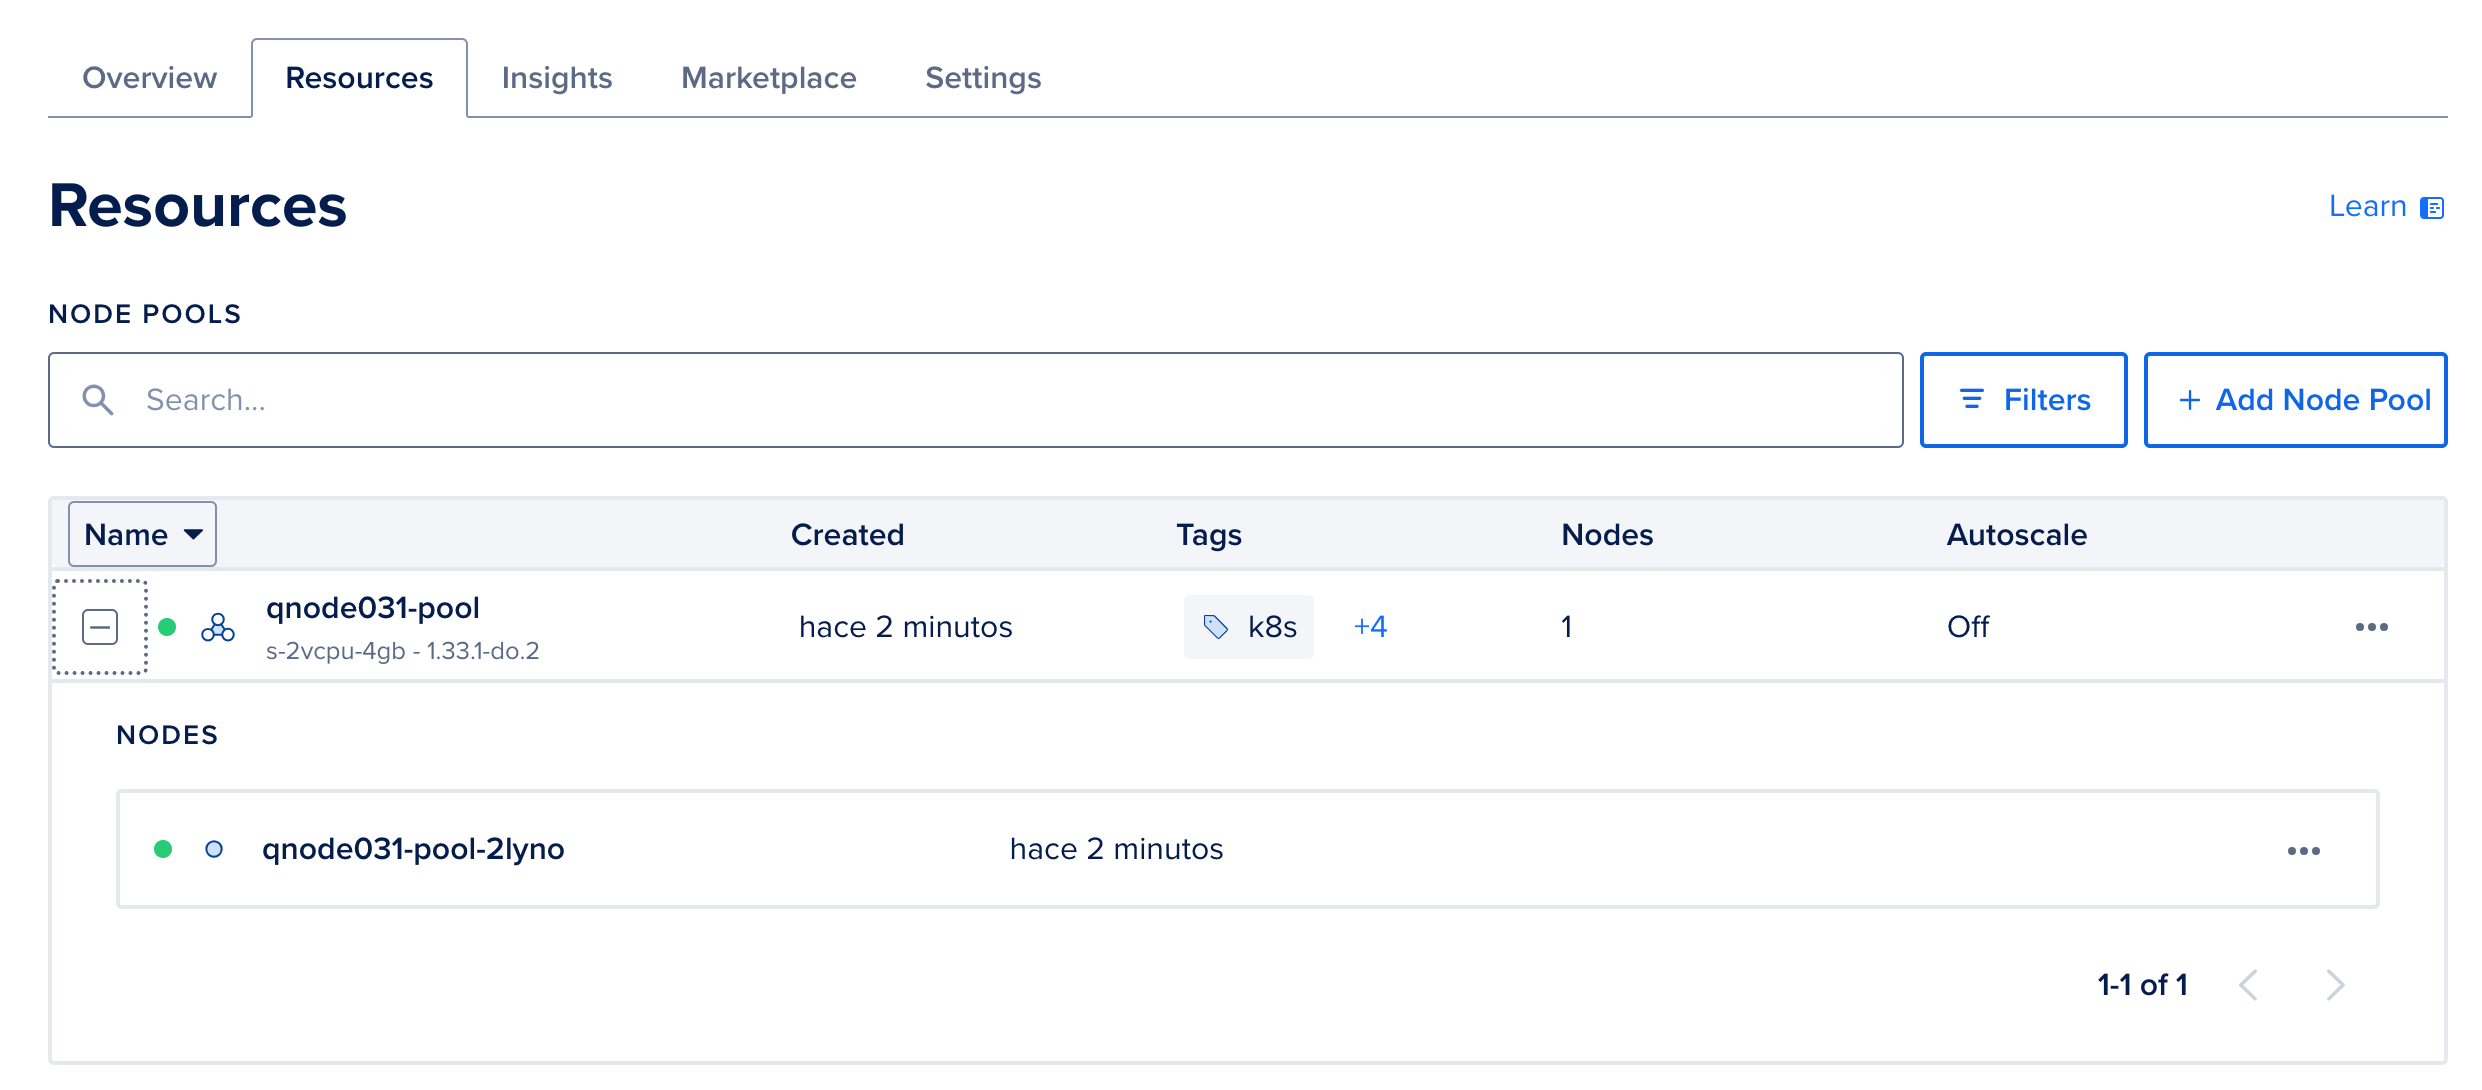 Overview Resources Insights Marketplace Settings
Resources
Learn
NODE POOLS
Search...
Filters
+ Add Node Pool
Name Created Tags Nodes Autoscale
qnode031-pool
s-2vcpu-4gb - 1.33.1-do.2
hace 2 minutos
k8s +4
1
Off
NODES
qnode031-pool-2lyno hace 2 minutos
1-1 of 1